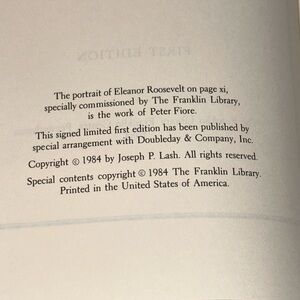 FIRST EDITION
The portrait of Eleanor Roosevelt on page xi,
specially commissioned by The Franklin Library,
is the work of Peter Fiore.
This signed limited first edition has been published by
special arrangement with Doubleday & Company, Inc.
Copyright © 1984 by Joseph P. Lash. All rights reserved.
Special contents copyright © 1984 The Franklin Library.
Printed in the United States of America.